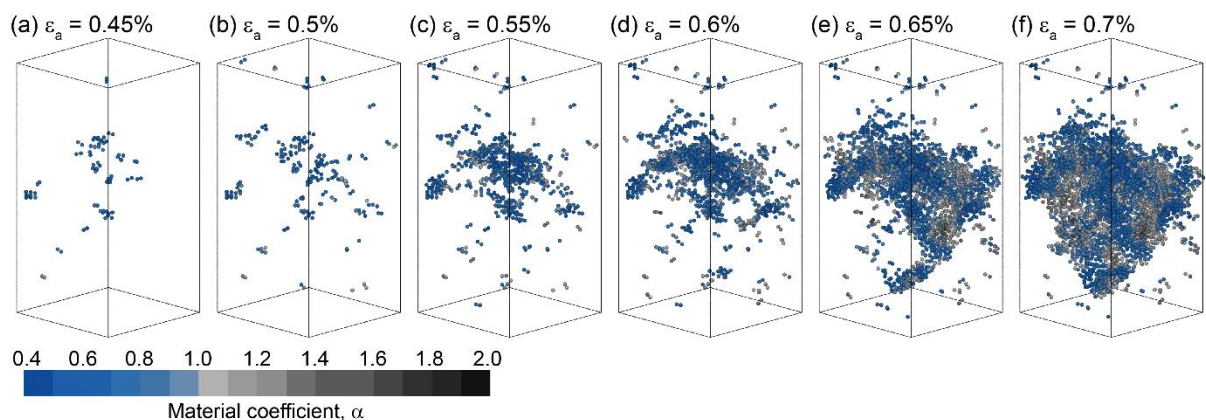 (a) εa = 0.45% (b) εa = 0.5% (c) εa = 0.55% (d) εa = 0.6% (e) εa = 0.65% (f) εa = 0.7%
0.4 0.6 0.8 1.0 1.2 1.4 1.6 1.8 2.0
Material coefficient, α